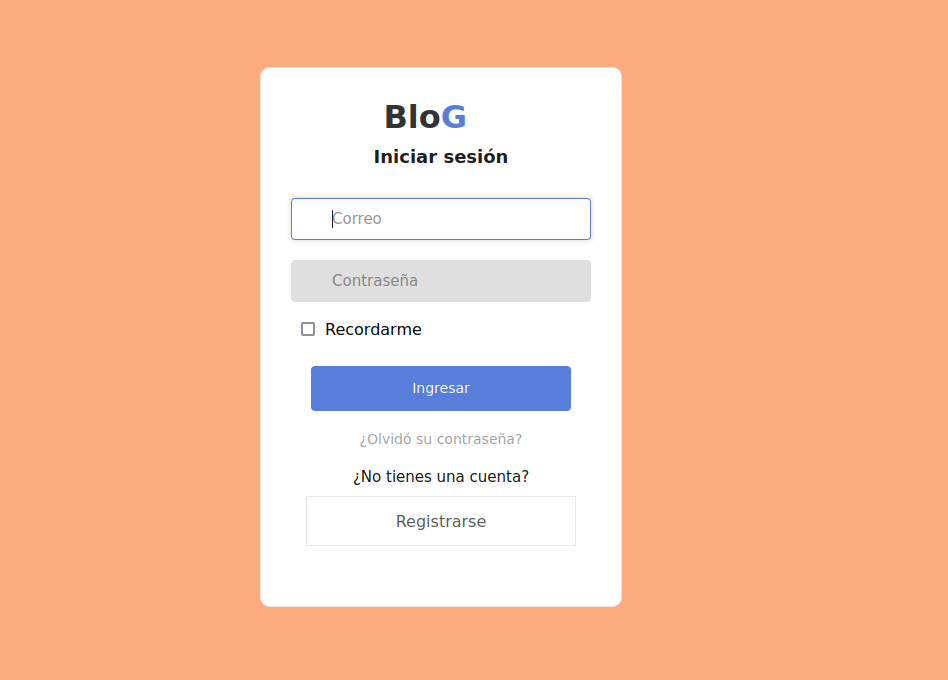 BloG
Iniciar sesión
Correo
Contraseña
Recordarme
Ingresar
¿Olvidó su contraseña?
¿No tienes una cuenta?
Registrarse